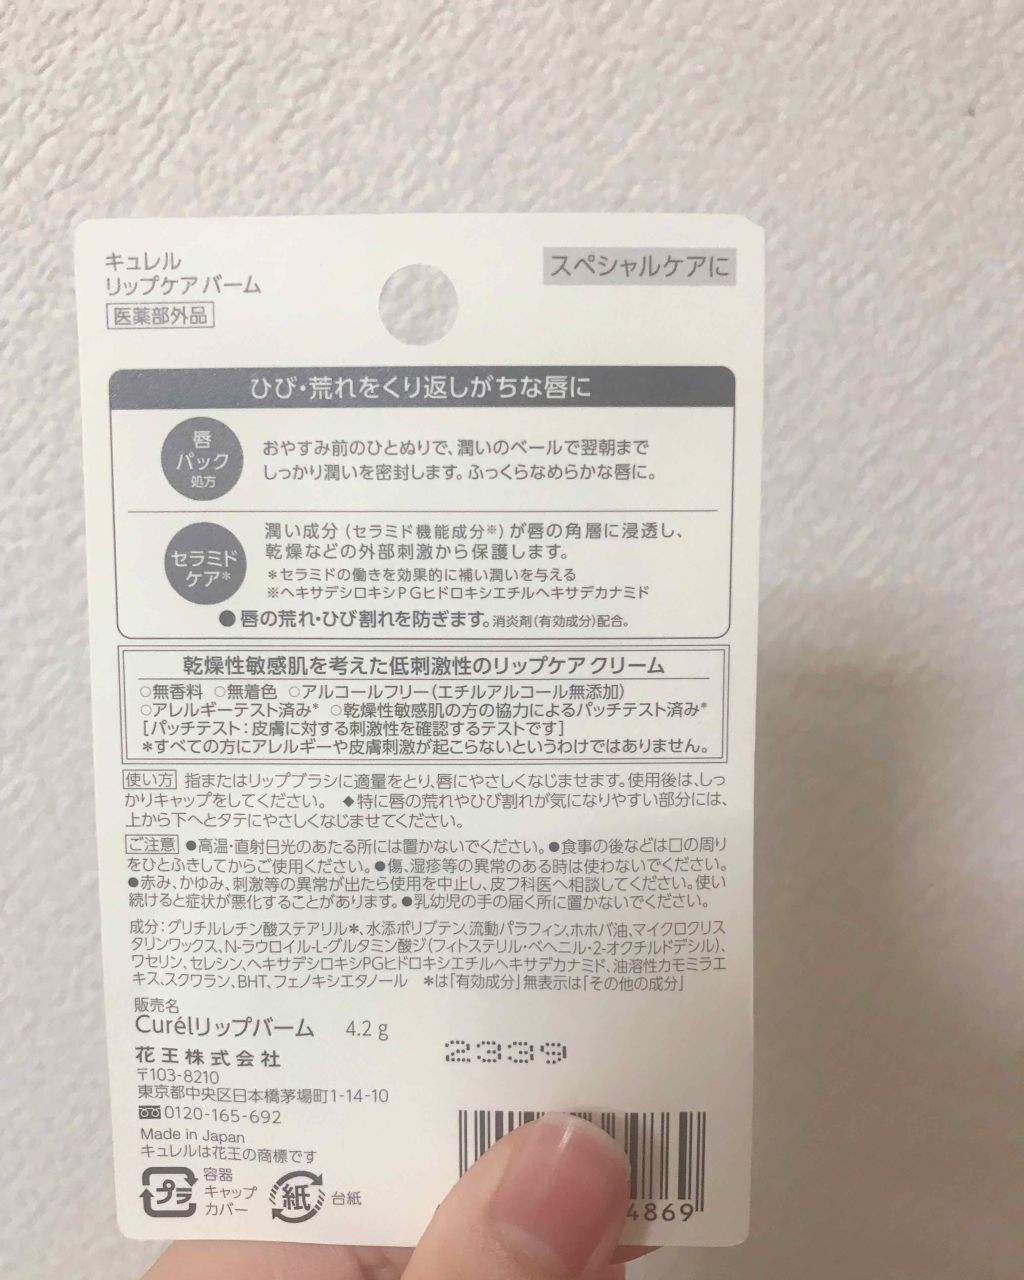 キュレル
リップケア バーム
医薬部外品
スペシャルケアに
ひび・荒れをくり返しがちな唇に
唇
パック
処方
おやすみ前のひとぬりで、潤いのベールで翌朝まで
しっかり潤いを密封します。ふっくらなめらかな唇に。
セラミド
ケア*
潤い成分(セラミド機能成分※)が唇の角層に浸透し、
乾燥などの外部刺激から保護します。
*セラミドの働きを効果的に補い潤いを与える
※ヘキサデシロキシPGヒドロキシエチルヘキサデカナミド
●唇の荒れ・ひび割れを防ぎます。消炎剤(有効成分)配合。
乾燥性敏感肌を考えた低刺激性のリップケア クリーム
○無香料 ○無着色 ○アルコールフリー(エチルアルコール無添加)
○アレルギーテスト済み* ○乾燥性敏感肌の方の協力によるパッチテスト済み*
[パッチテスト:皮膚に対する刺激性を確認するテストです]
*すべての方にアレルギーや皮膚刺激が起こらないというわけではありません。
使い方 指またはリップブラシに適量をとり、唇にやさしくなじませます。使用後は、しっ
かりキャップをしてください。 ◆特に唇の荒れやひび割れが気になりやすい部分には、
上から下へとタテにやさしくなじませてください。
ご注意 ●高温・直射日光のあたる所には置かないでください。●食事の後などは口の周り
をひとふきしてからご使用ください。●傷、湿疹等の異常のある時は使わないでください。
●赤み、かゆみ、刺激等の異常が出たら使用を中止し、皮フ科医へ相談してください。使い
続けると症状が悪化することがあります。●乳幼児の手の届く所に置かないでください。
成分:グリチルレチン酸ステアリル*、水添ポリブテン、流動パラフィン、ホホバ油、マイクロクリス
タリンワックス、N-ラウロイル-L-グルタミン酸ジ(フィトステリル・ベヘニル・2-オクチルドデシル)、
ワセリン、セレシン、ヘキサデシロキシPGヒドロキシエチルヘキサデカナミド、油溶性カモミラエ
キス、スクワラン、BHT、フェノキシエタノール *は「有効成分」無表示は「その他の成分」
販売名
Curélリップバーム 4.2 g
花王株式会社
〒103-8210
東京都中央区日本橋茅場町1-14-10
0120-165-692
2339
Made in Japan
キュレルは花王の商標です
プラ
容器
キャップ
カバー
紙
台紙
4869